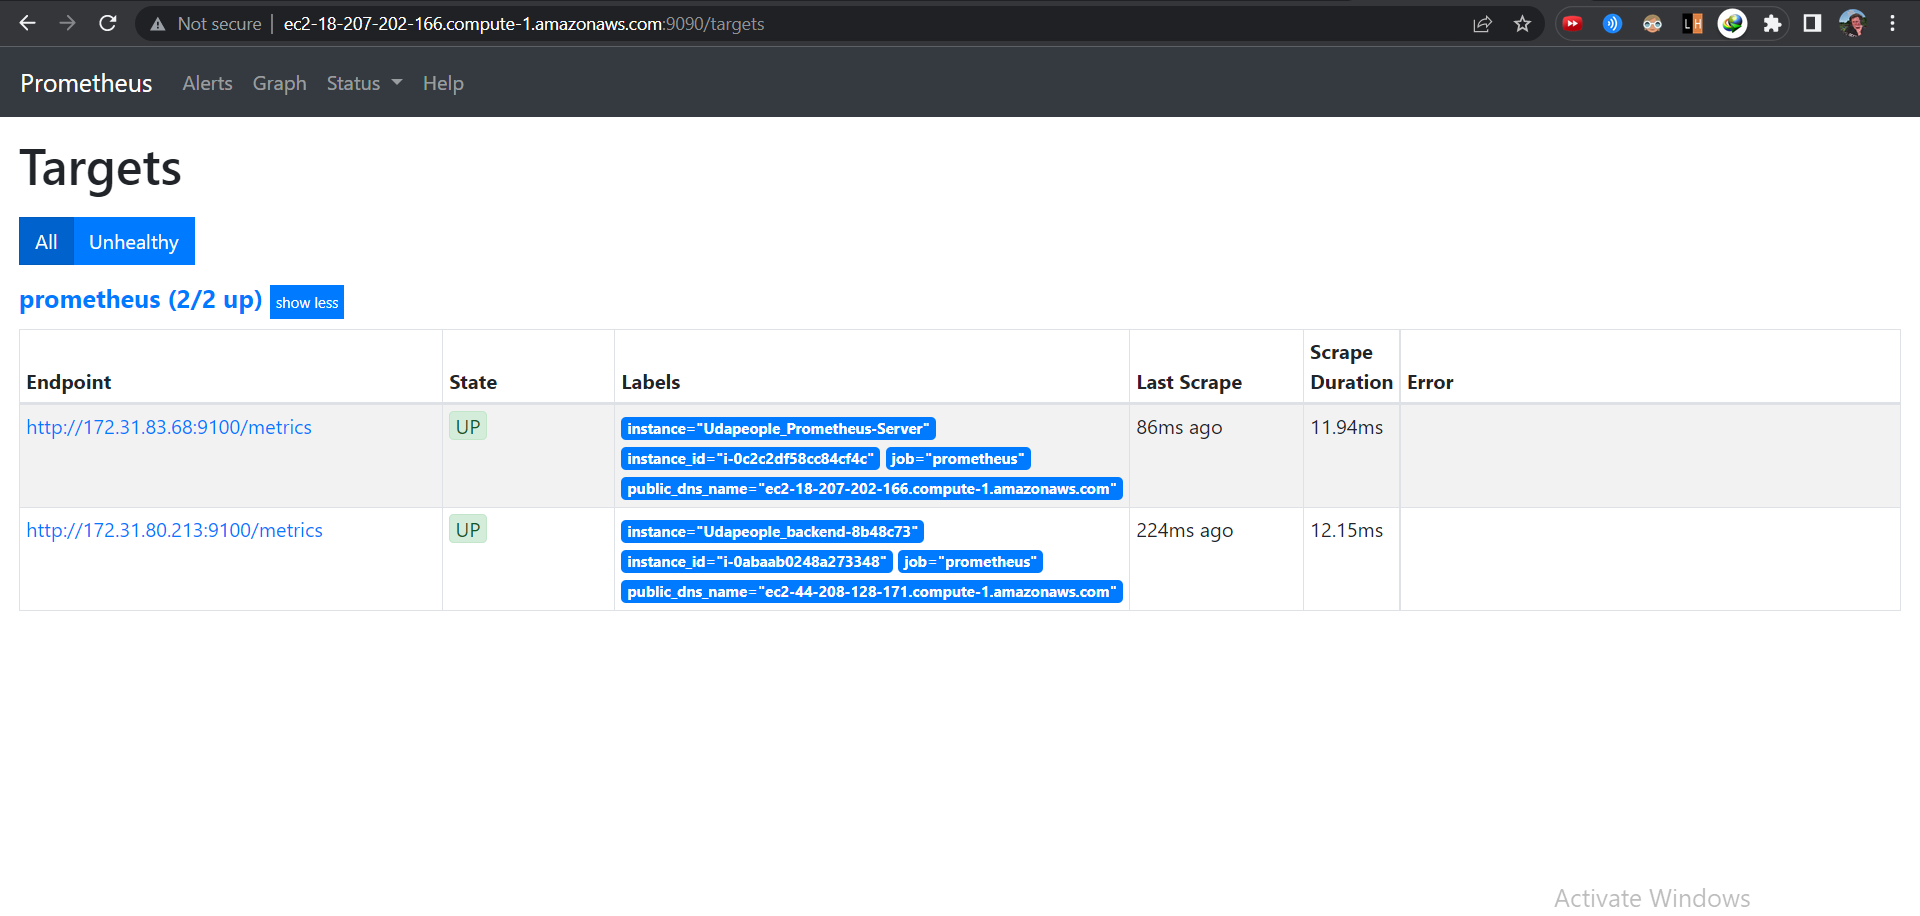 Not secure | ec2-18-207-202-166.compute-1.amazonaws.com:9090/targets
L H
Prometheus Alerts Graph Status Help
Targets
All Unhealthy
prometheus (2/2 up) show less
Endpoint State Labels Last Scrape Scrape Duration Error
http://172.31.83.68:9100/metrics UP instance="Udapeople_Prometheus-Server" 86ms ago 11.94ms
instance_id="i-0c2c2df58cc84cf4c" job="prometheus"
public_dns_name="ec2-18-207-202-166.compute-1.amazonaws.com"
http://172.31.80.213:9100/metrics UP instance="Udapeople_backend-8b48c73" 224ms ago 12.15ms
instance_id="i-0abaab0248a273348" job="prometheus"
public_dns_name="ec2-44-208-128-171.compute-1.amazonaws.com"
Activate Windows